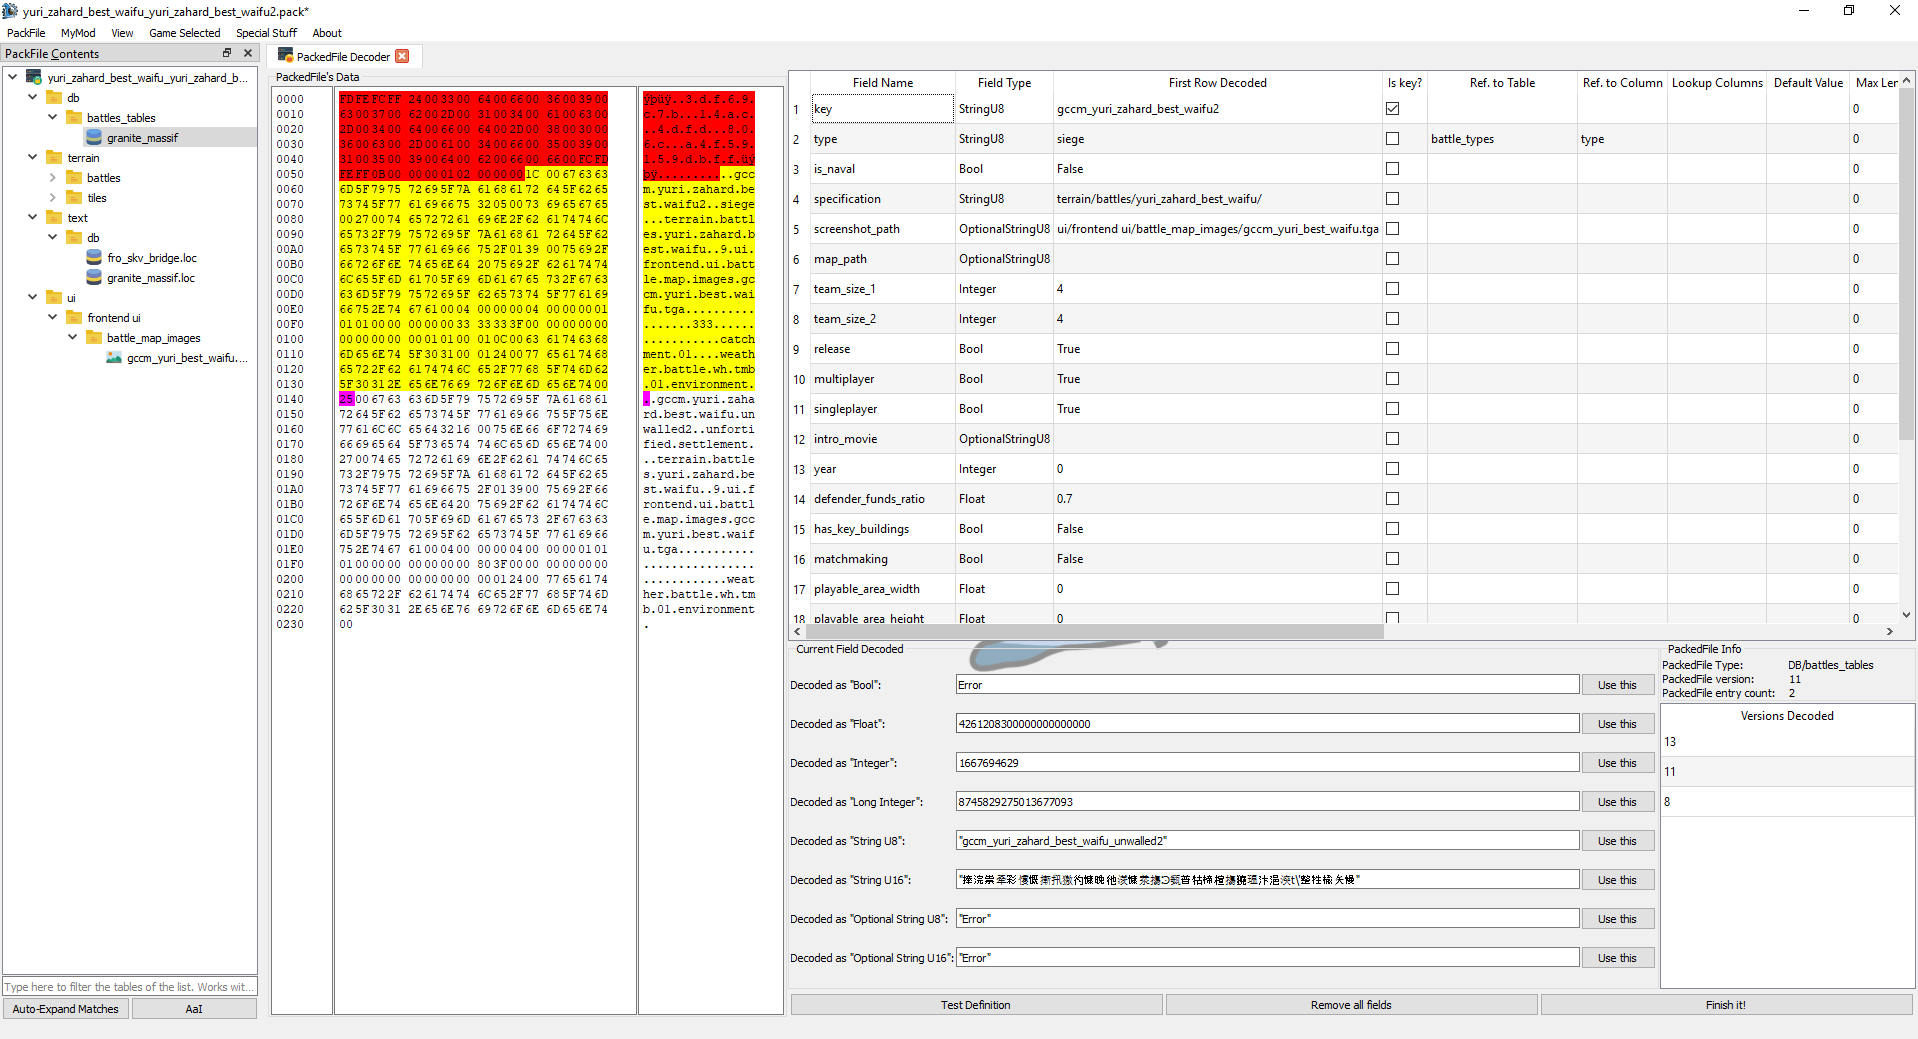 yuri_zahard_best_waifu_yuri_zahard_best_waifu2.pack*
PackFile MyMod View Game Selected Special Stuff About
PackFile Contents
yuri_zahard_best_waifu_yuri_zahard_b...
db
battles_tables
granite_massif
terrain
battles
tiles
text
db
fro_skv_bridge.loc
granite_massif.loc
ui
frontend ui
battle_map_images
gccm_yuri_best_waifu....
Type here to filter the tables of the list. Works wit...
Auto-Expand Matches AaI
PackedFile Decoder
PackedFile's Data
0000 FDFEFCFF 24003300 64006600 36003900 ýþüÿ..3.d.f.6.9.
0010 63003700 62002D00 31003400 61006300 c.7.b...1.4.a.c.
0020 2D003400 64006600 64002D00 38003000 ..4.d.f.d...8.0.
0030 36006300 2D006100 34006600 35003900 6.c...a.4.f.5.9.
0040 31003500 39006400 62006600 6600FCFD 1.5.9.d.b.f.f.üý
0050 FEFF0B00 00000102 0000001C 00676363 þÿ............gcc
0060 6D5F7975 72695F7A 61686172 645F6265 m.yuri.zahard.be
0070 73745F77 61696675 32050073 69656765 st.waifu2..siege
0080 00270074 65727261 696E2F62 6174746C ...terrain.battl
0090 65732F79 7572695F 7A616861 72645F62 es.yuri.zahard.b
00A0 6573745F 77616966 752F0139 0075692F est.waifu..9.ui.
00B0 66726F6E 74656E64 2075692F 62617474 frontend.ui.batt
00C0 6C655F6D 61705F69 6D616765 732F6763 le.map.images.gc
00D0 636D5F79 7572695F 62657374 5F776169 cm.yuri.best.wai
00E0 66752E74 67610004 00000004 00000001 fu.tga..........
00F0 01010000 00000033 33333F00 00000000 .......333......
0100 00000000 00010100 010C0063 61746368 ...........catch
0110 6D656E74 5F303100 01240077 65617468 ment.01....weath
0120 65722F62 6174746C 652F7768 5F746D62 er.battle.wh.tmb
0130 5F30312E 656E7669 726F6E6D 656E7400 .01.environment.
0140 25006763 636D5F79 7572695F 7A616861 ..gccm.yuri.zaha
0150 72645F62 6573745F 77616966 755F756E rd.best.waifu.un
0160 77616C6C 65643216 00756E66 6F727469 walled2..unforti
0170 66696564 5F736574 746C656D 656E7400 fied.settlement.
0180 27007465 72726169 6E2F6261 74746C65 ..terrain.battle
0190 732F7975 72695F7A 61686172 645F6265 s.yuri.zahard.be
01A0 73745F77 61696675 2F013900 75692F66 st.waifu..9.ui.f
01B0 726F6E74 656E6420 75692F62 6174746C rontend.ui.battl
01C0 655F6D61 705F696D 61676573 2F676363 e.map.images.gcc
01D0 6D5F7975 72695F62 6573745F 77616966 m.yuri.best.waif
01E0 752E7467 61000400 00000400 00000101 u.tga...........
01F0 01000000 00000000 803F0000 00000000 ................
0200 00000000 00000000 00012400 77656174 ............weat
0210 6865722F 62617474 6C652F77 685F746D her.battle.wh.tm
0220 625F3031 2E656E76 69726F6E 6D656E74 b.01.environment
0230 00 .
Field Name Field Type First Row Decoded Is key? Ref. to Table Ref. to Column Lookup Columns Default Value Max Len
1 key StringU8 gccm_yuri_zahard_best_waifu2 0
2 type StringU8 siege battle_types type 0
3 is_naval Bool False 0
4 specification StringU8 terrain/battles/yuri_zahard_best_waifu/ 0
5 screenshot_path OptionalStringU8 ui/frontend ui/battle_map_images/gccm_yuri_best_waifu.tga 0
6 map_path OptionalStringU8 0
7 team_size_1 Integer 4 0
8 team_size_2 Integer 4 0
9 release Bool True 0
10 multiplayer Bool True 0
11 singleplayer Bool True 0
12 intro_movie OptionalStringU8 0
13 year Integer 0 0
14 defender_funds_ratio Float 0.7 0
15 has_key_buildings Bool False 0
16 matchmaking Bool False 0
17 playable_area_width Float 0 0
18 playable_area_height Float 0 0
Current Field Decoded
Decoded as "Bool": Error Use this
Decoded as "Float": 4261208300000000000000 Use this
Decoded as "Integer": 1667694629 Use this
Decoded as "Long Integer": 8745829275013677093 Use this
Decoded as "String U8": "gccm_yuri_zahard_best_waifu_unwalled2" Use this
Decoded as "String U16": Use this
Decoded as "Optional String U8": "Error" Use this
Decoded as "Optional String U16": "Error" Use this
PackedFile Info
PackedFile Type: DB/battles_tables
PackedFile version: 11
PackedFile entry count: 2
Versions Decoded
13
11
8
Test Definition Remove all fields Finish it!